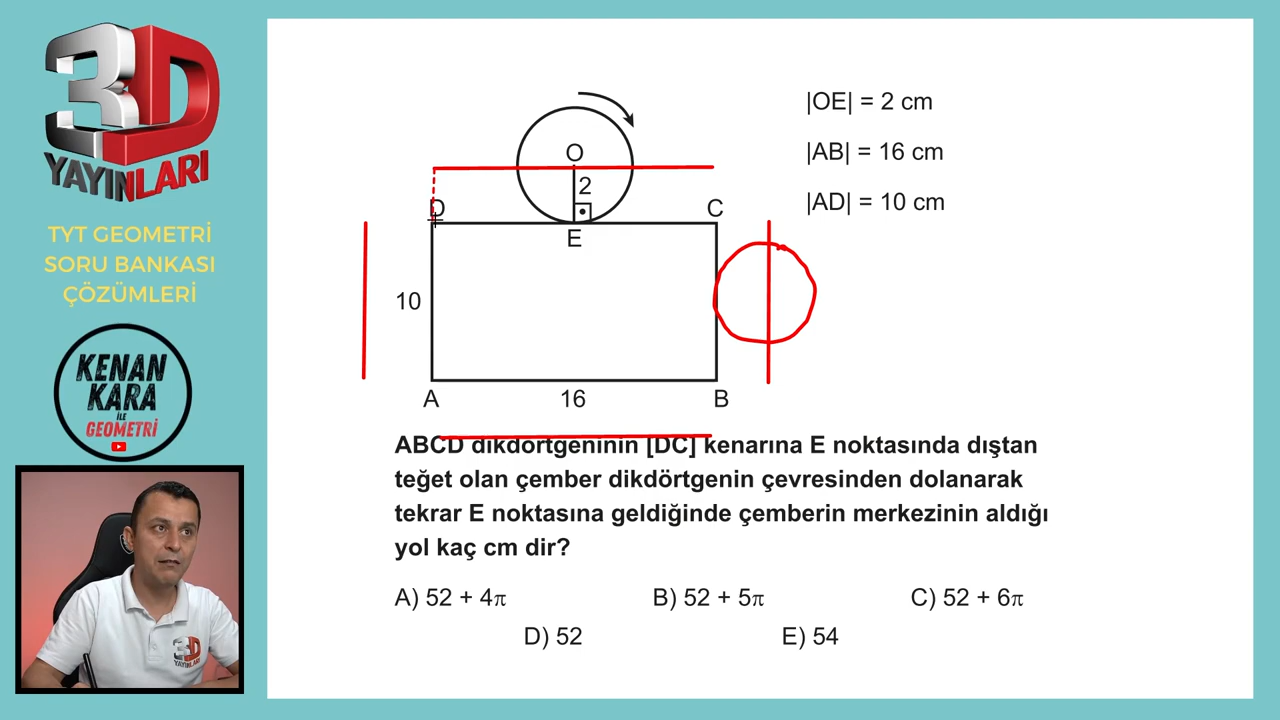 3D
YAYINLARI
TYT GEOMETRİ
SORU BANKASI
ÇÖZÜMLERİ
KENAN
KARA
İLE
GEOMETRİ
3D
YAYINLARI
O
2
D
C
E
10
A
16
B
|OE| = 2 cm
|AB| = 16 cm
|AD| = 10 cm
ABCD dikdörtgeninin [DC] kenarına E noktasında dıştan
teğet olan çember dikdörtgenin çevresinden dolanarak
tekrar E noktasına geldiğinde çemberin merkezinin aldığı
yol kaç cm dir?
A) 52 + 4π
B) 52 + 5π
C) 52 + 6π
D) 52
E) 54